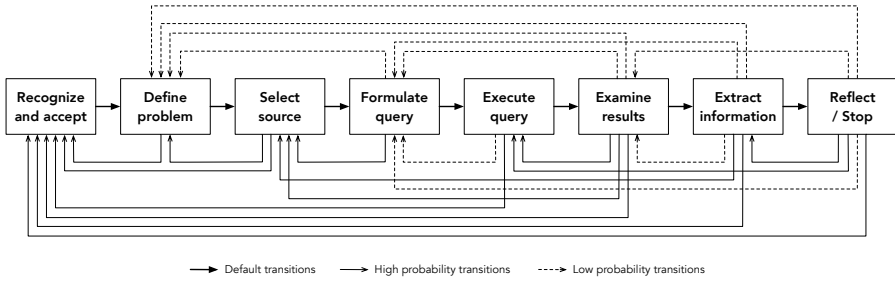 Recognize
and accept
Define
problem
Select
source
Formulate
query
Execute
query
Examine
results
Extract
information
Reflect
/ Stop
Default transitions
High probability transitions
Low probability transitions